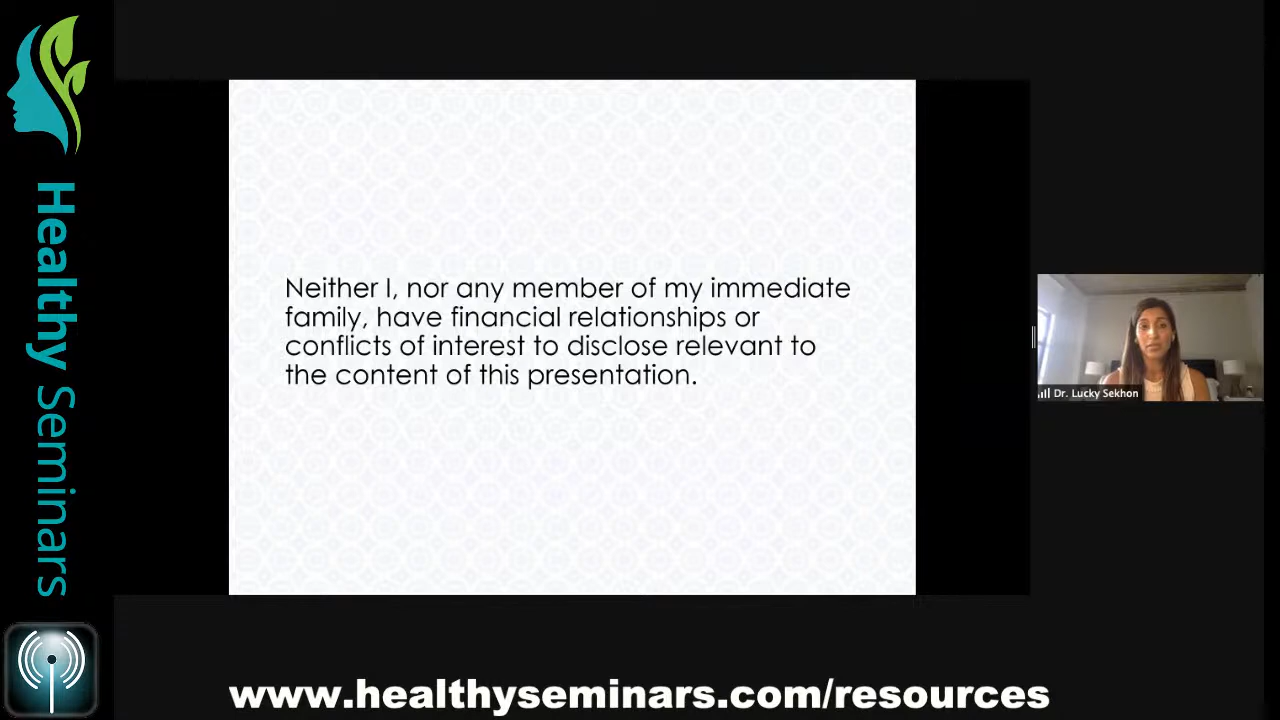 Healthy Seminars
Neither I, nor any member of my immediate
family, have financial relationships or
conflicts of interest to disclose relevant to
the content of this presentation.
Dr. Lucky Sekhon
www.healthyseminars.com/resources